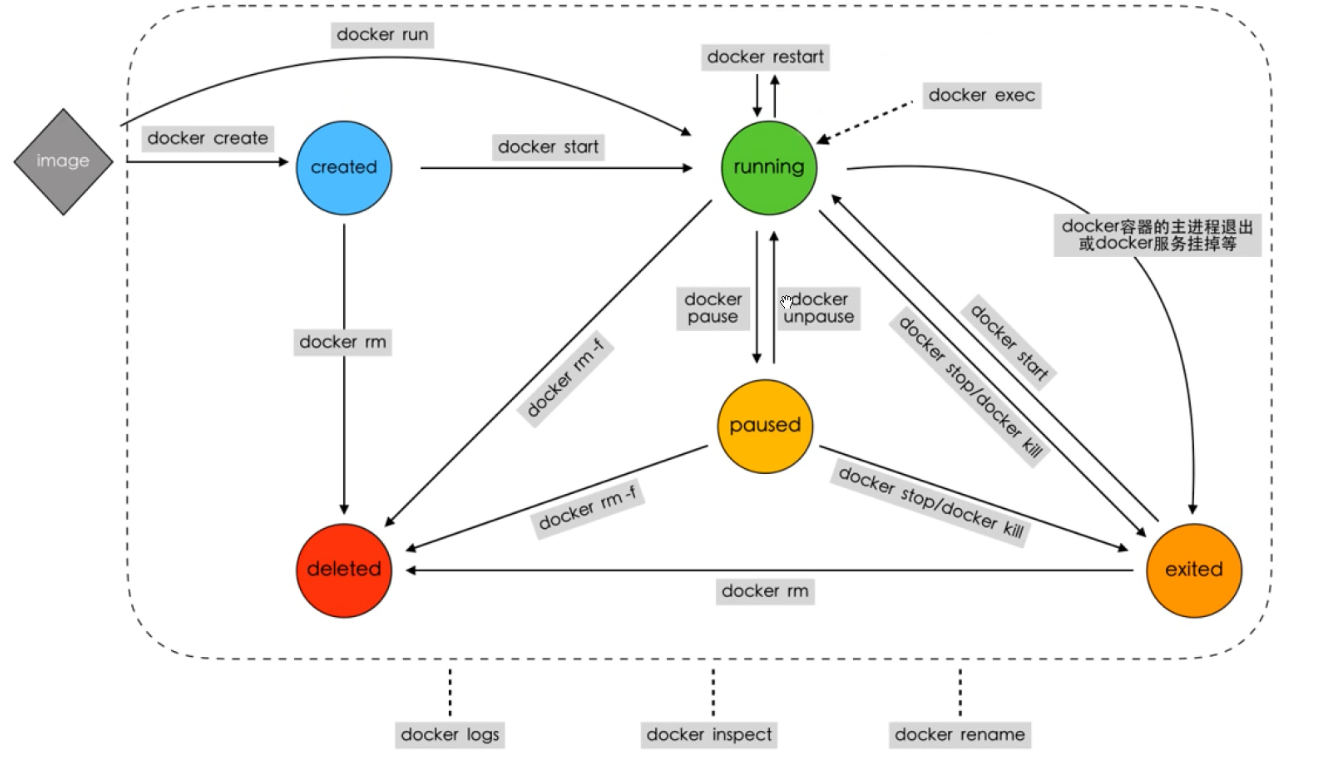 docker run
docker restart
docker exec
docker create
docker start
image
created
running
docker容器的主进程退出
或docker服务挂掉等
docker
pause
docker
unpause
docker start
docker stop/docker kill
docker rm
docker rm -f
paused
docker rm -f
docker stop/docker kill
deleted
exited
docker rm
docker logs
docker inspect
docker rename